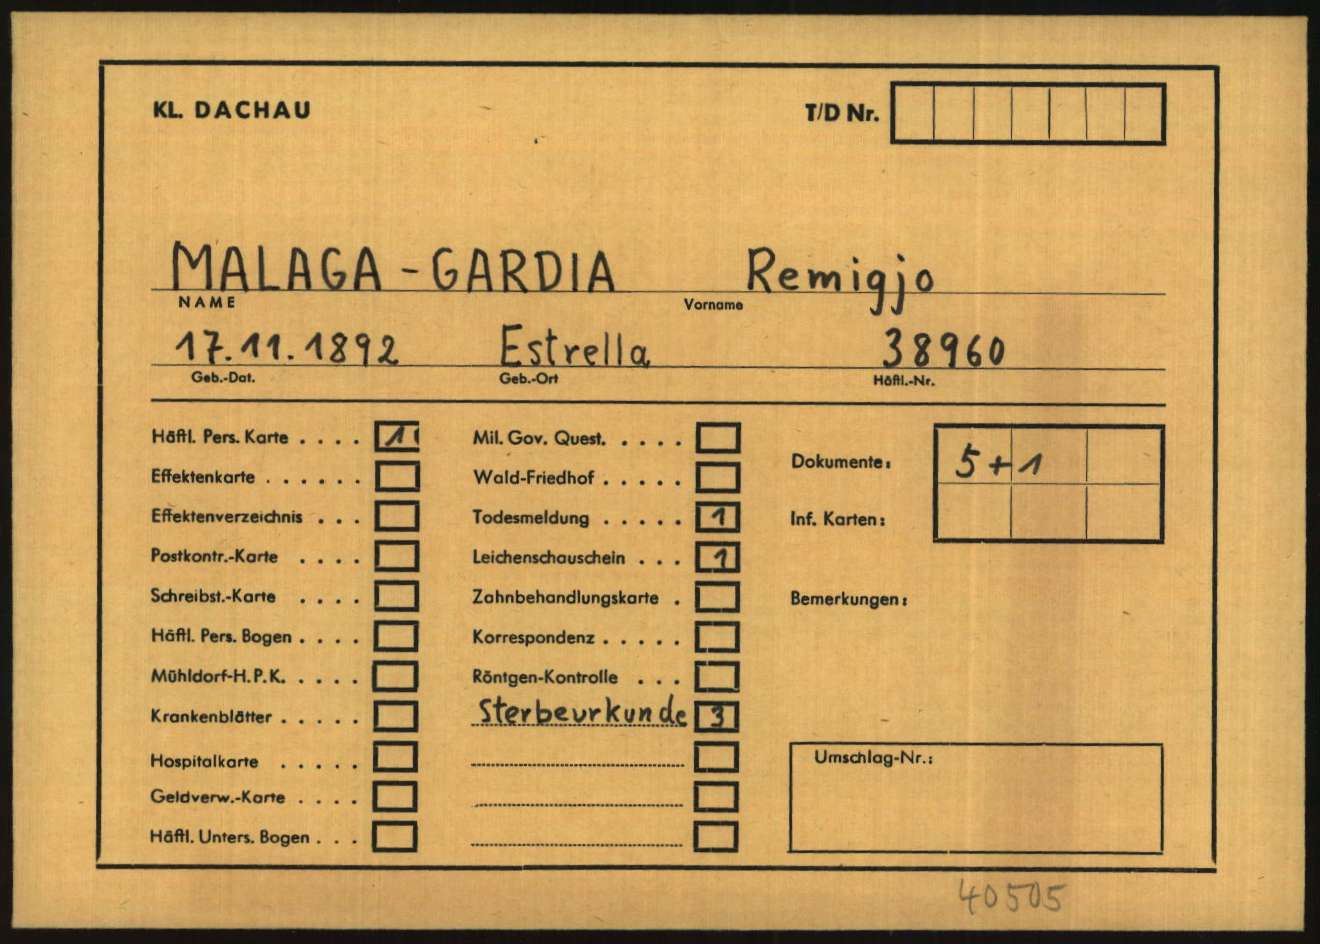 KL. DACHAU T/D Nr.
MALAGA-GARDIA Remigjo
NAME Vorname
17.11.1892 Estrella 38960
Geb.-Dat. Geb.-Ort Häftl.-Nr.
Häftl. Pers. Karte . . . . 1 Mil. Gov. Quest. . . . .
Dokumente: 5+1
Effektenkarte . . . . . . Wald-Friedhof . . . . .
Effektenverzeichnis . . . Todesmeldung . . . . . 1 Inf. Karten:
Postkontr.-Karte . . . . Leichenschauschein . . . 1
Schreibst.-Karte . . . . Zahnbehandlungskarte . Bemerkungen:
Häftl. Pers. Bogen . . . . Korrespondenz . . . . .
Mühldorf-H.P.K. . . . . Röntgen-Kontrolle . . .
Krankenblätter . . . . . Sterbeurkunde 3
Hospitalkarte . . . . . Umschlag-Nr.:
Geldverw.-Karte . . . .
Häftl. Unters. Bogen . . .
40505